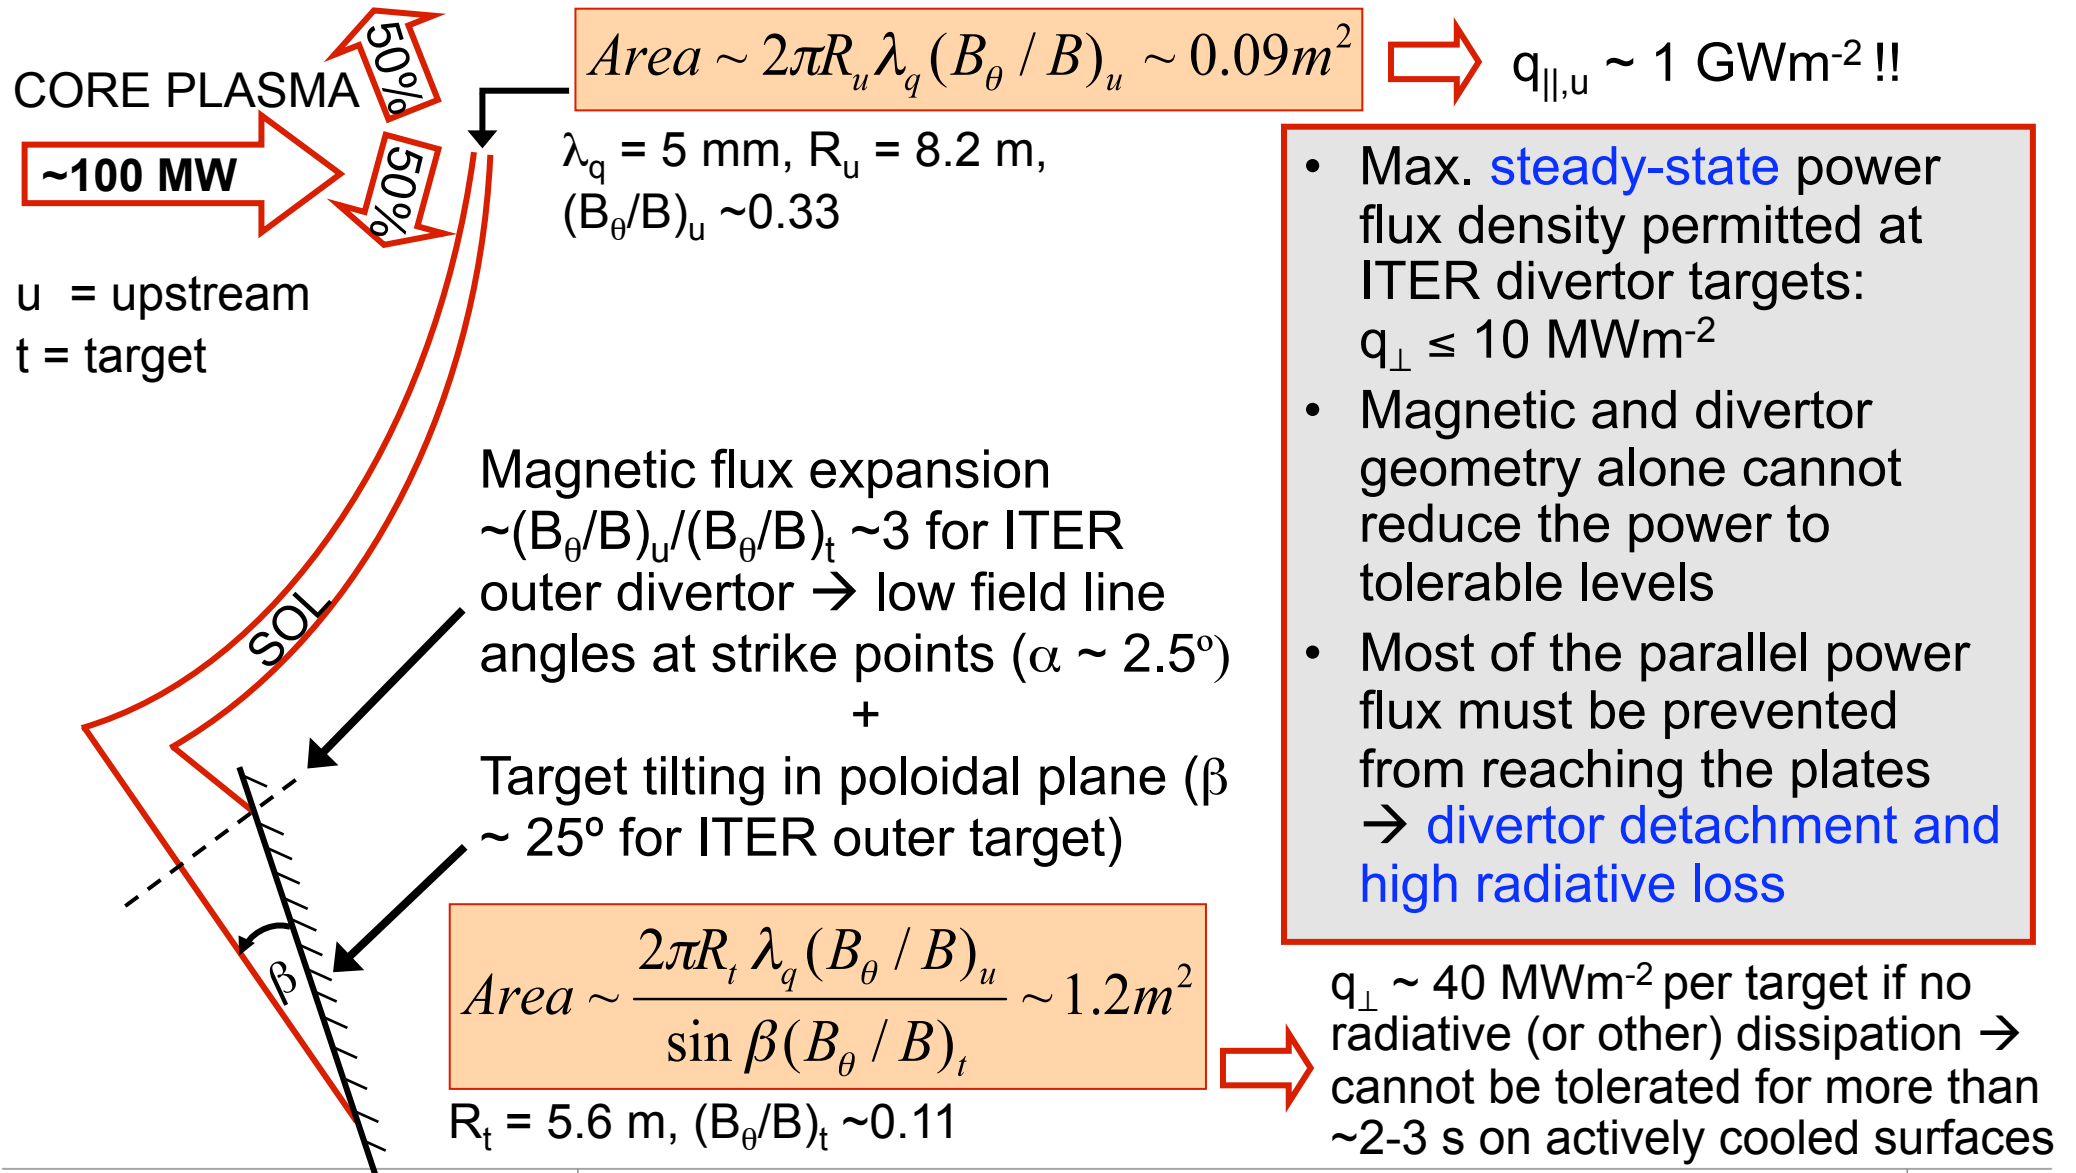 CORE PLASMA
~100 MW
50%
50%
u = upstream
t = target
Area ~ 2πR_u λ_q (B_θ / B)_u ~ 0.09m²
q_||,u ~ 1 GWm⁻² !!
λ_q = 5 mm, R_u = 8.2 m,
(B_θ/B)_u ~0.33
SOL
Magnetic flux expansion
~(B_θ/B)_u/(B_θ/B)_t ~3 for ITER
outer divertor → low field line
angles at strike points (α ~ 2.5º)
+
Target tilting in poloidal plane (β
~ 25º for ITER outer target)
β
Area ~ 2πR_t λ_q (B_θ / B)_u / sin β(B_θ / B)_t ~ 1.2m²
R_t = 5.6 m, (B_θ/B)_t ~0.11
• Max. steady-state power
flux density permitted at
ITER divertor targets:
q_⊥ ≤ 10 MWm⁻²
• Magnetic and divertor
geometry alone cannot
reduce the power to
tolerable levels
• Most of the parallel power
flux must be prevented
from reaching the plates
→ divertor detachment and
high radiative loss
q_⊥ ~ 40 MWm⁻² per target if no
radiative (or other) dissipation →
cannot be tolerated for more than
~2-3 s on actively cooled surfaces